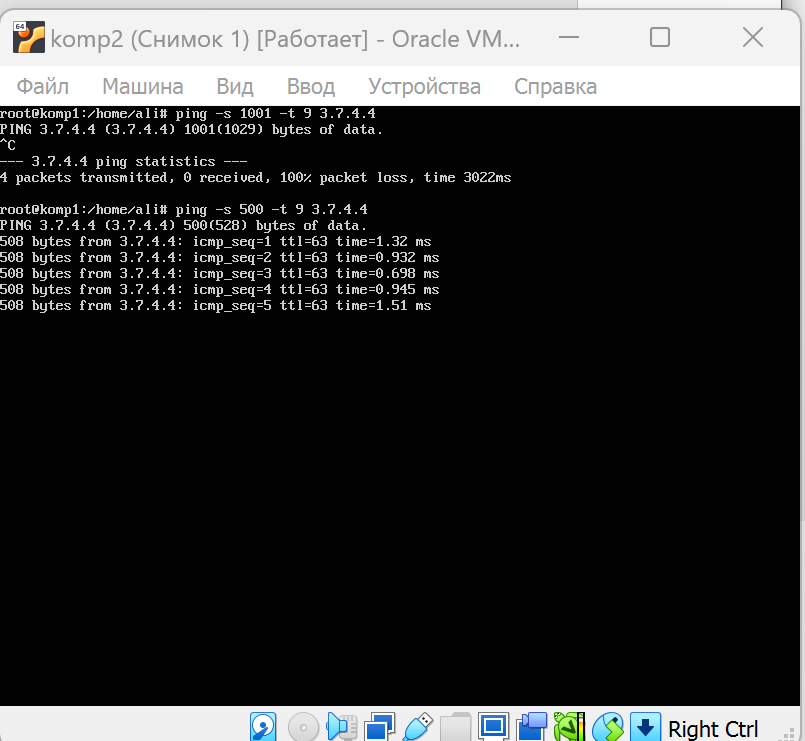 64
komp2 (Снимок 1) [Работает] - Oracle VM...
Файл Машина Вид Ввод Устройства Справка
root@komp1:/home/ali# ping -s 1001 -t 9 3.7.4.4
PING 3.7.4.4 (3.7.4.4) 1001(1029) bytes of data.
^C
--- 3.7.4.4 ping statistics ---
4 packets transmitted, 0 received, 100% packet loss, time 3022ms
root@komp1:/home/ali# ping -s 500 -t 9 3.7.4.4
PING 3.7.4.4 (3.7.4.4) 500(528) bytes of data.
508 bytes from 3.7.4.4: icmp_seq=1 ttl=63 time=1.32 ms
508 bytes from 3.7.4.4: icmp_seq=2 ttl=63 time=0.932 ms
508 bytes from 3.7.4.4: icmp_seq=3 ttl=63 time=0.698 ms
508 bytes from 3.7.4.4: icmp_seq=4 ttl=63 time=0.945 ms
508 bytes from 3.7.4.4: icmp_seq=5 ttl=63 time=1.51 ms
Right Ctrl